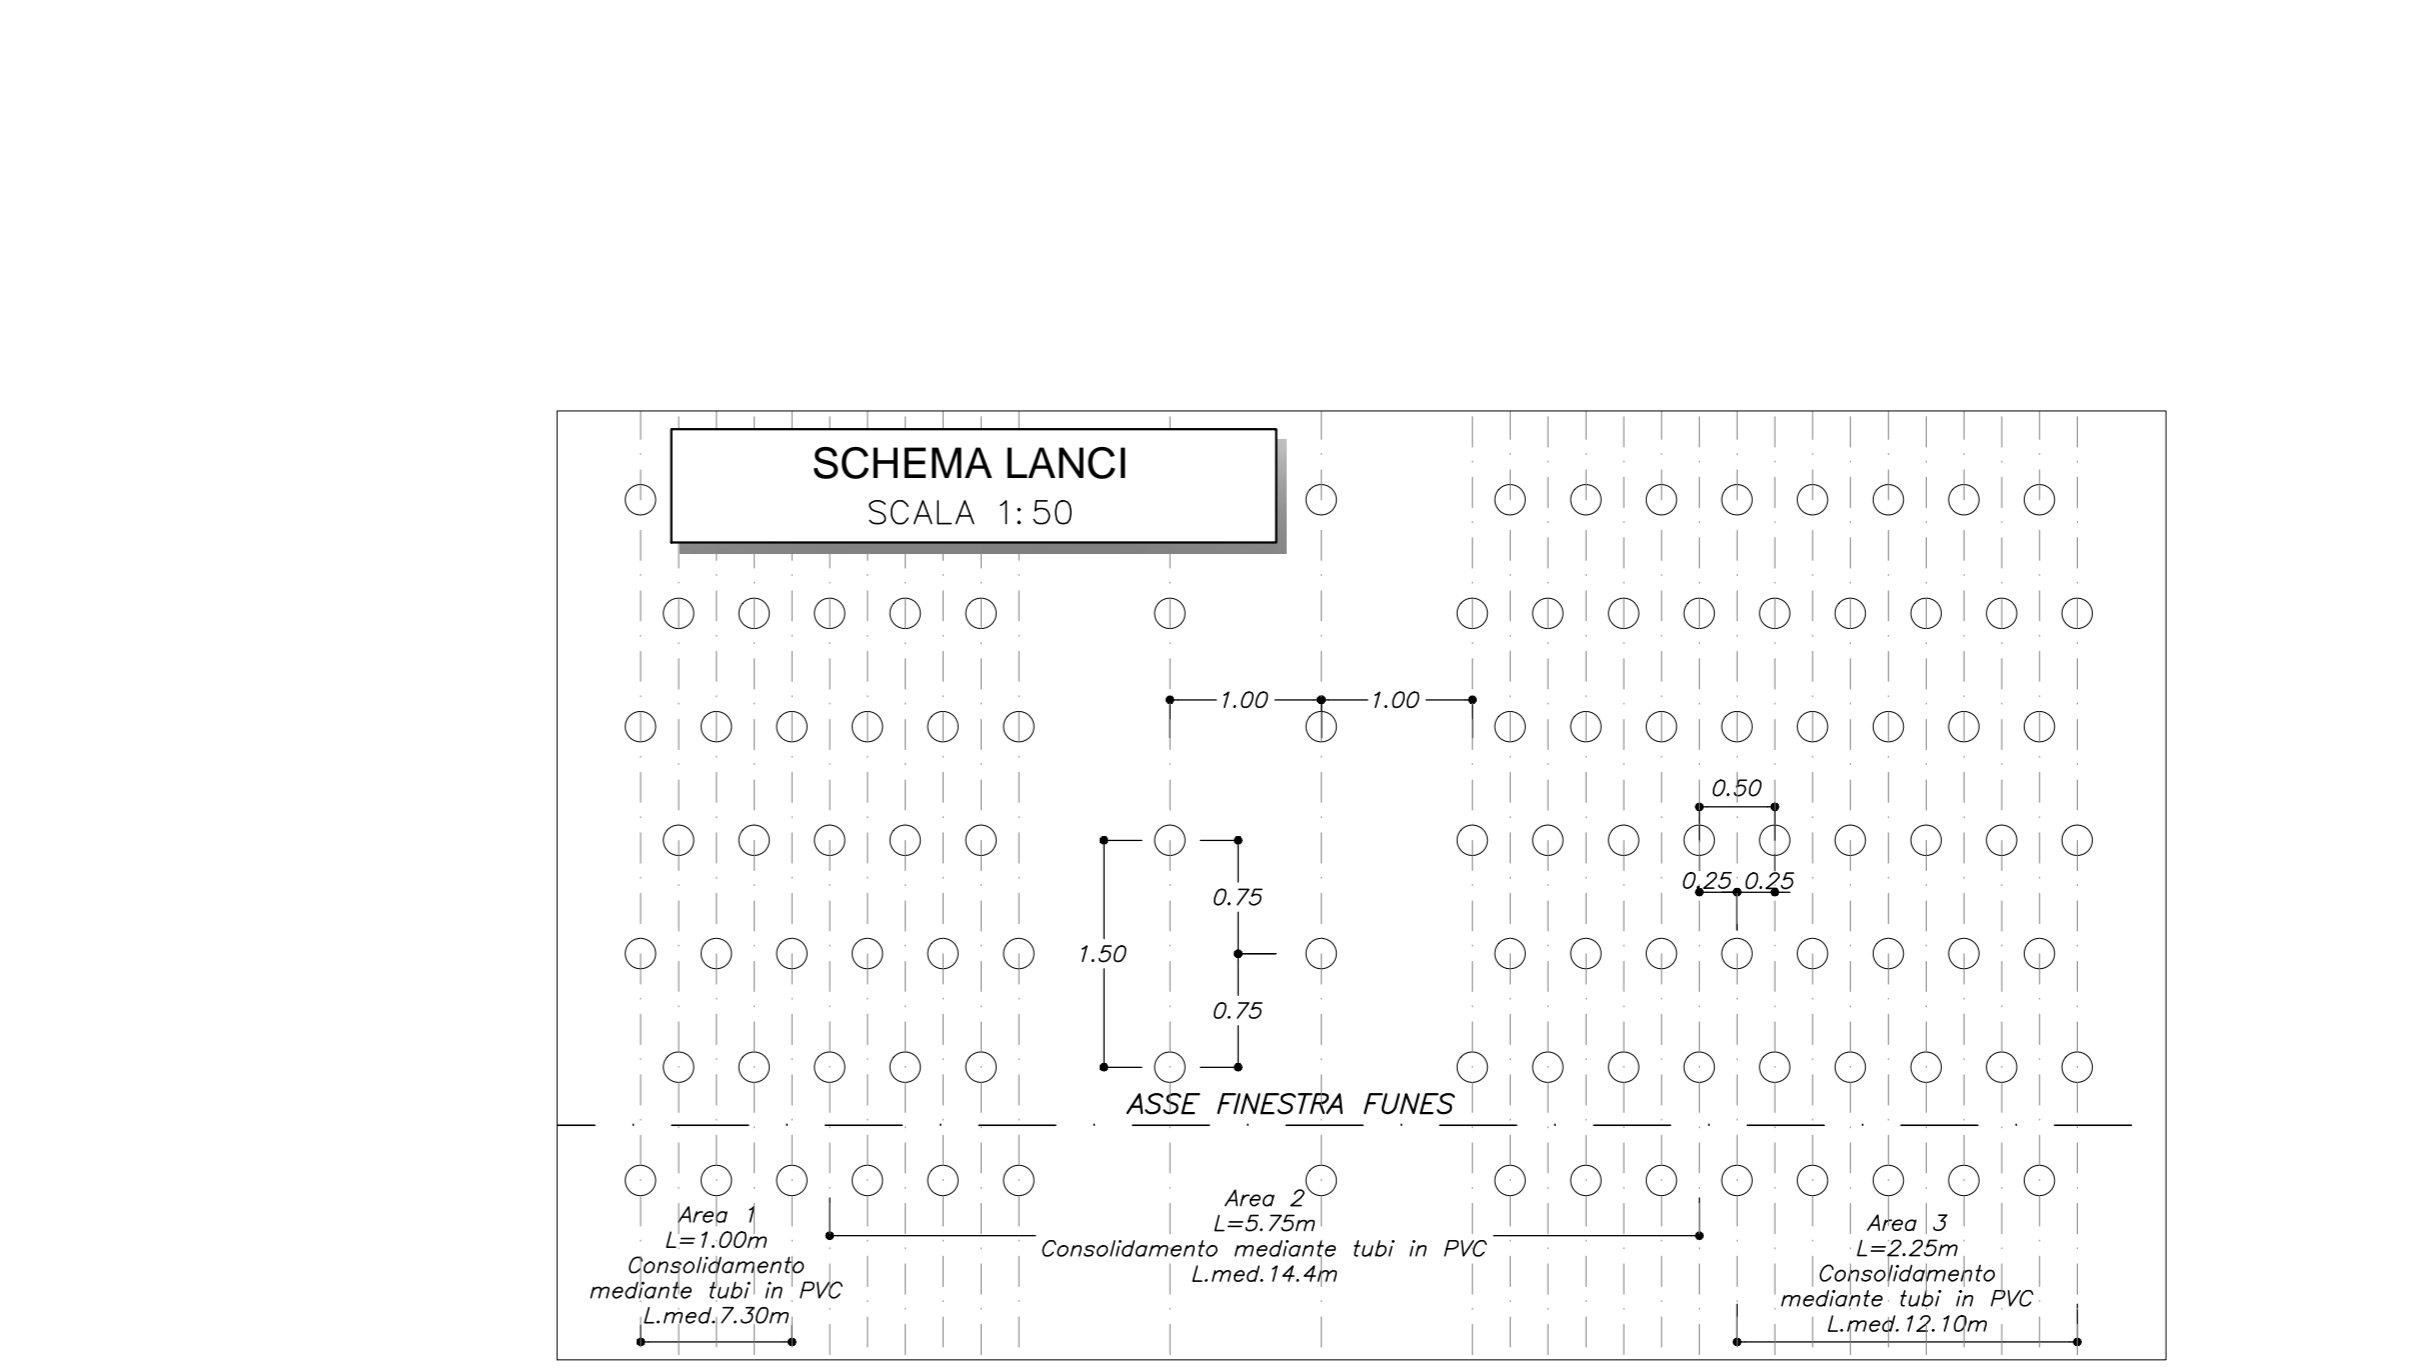 SCHEMA LANCI
SCALA 1:50
1.00
1.00
0.50
0.25
0.25
0.75
1.50
0.75
ASSE FINESTRA FUNES
Area 1
L=1.00m
Consolidamento
mediante tubi in PVC
L.med.7.30m
Area 2
L=5.75m
Consolidamento mediante tubi in PVC
L.med.14.4m
Area 3
L=2.25m
Consolidamento
mediante tubi in PVC
L.med.12.10m